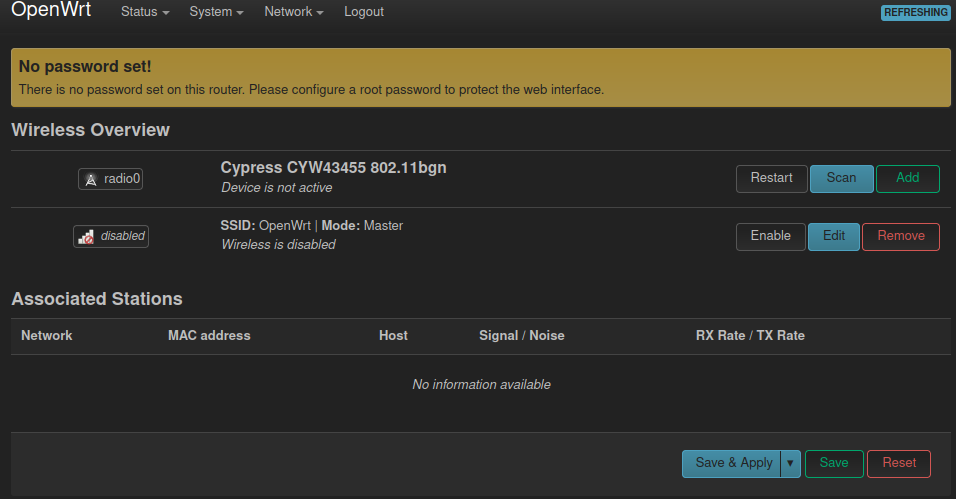 OpenWrt Status System Network Logout REFRESHING
No password set!
There is no password set on this router. Please configure a root password to protect the web interface.
Wireless Overview
radio0 Cypress CYW43455 802.11bgn Restart Scan Add
Device is not active
disabled SSID: OpenWrt | Mode: Master Enable Edit Remove
Wireless is disabled
Associated Stations
Network MAC address Host Signal / Noise RX Rate / TX Rate
No information available
Save & Apply Save Reset